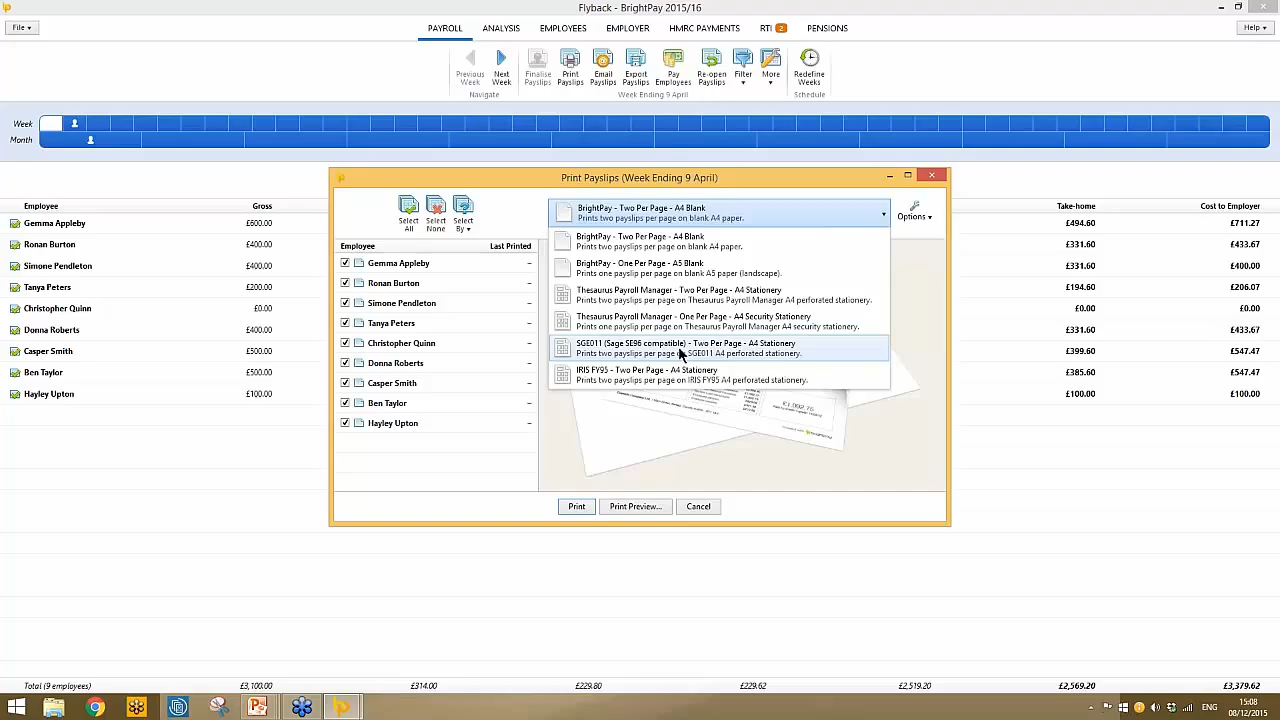 Flyback - BrightPay 2015/16
File
PAYROLL ANALYSIS EMPLOYEES EMPLOYER HMRC PAYMENTS RTI 2 PENSIONS
Help
Previous Week
Next Week
Finalise Payslips
Print Payslips
Email Payslips
Export Payslips
Pay Employees
Re-open Payslips
Filter
More
Redefine Weeks
Navigate
Week Ending 9 April
Schedule
Week
Month
Print Payslips (Week Ending 9 April)
Select All
Select None
Select By
BrightPay - Two Per Page - A4 Blank
Prints two payslips per page on blank A4 paper.
Options
BrightPay - Two Per Page - A4 Blank
Prints two payslips per page on blank A4 paper.
BrightPay - One Per Page - A5 Blank
Prints one payslip per page on blank A5 paper (landscape).
Thesaurus Payroll Manager - Two Per Page - A4 Stationery
Prints two payslips per page on Thesaurus Payroll Manager A4 perforated stationery.
Thesaurus Payroll Manager - One Per Page - A4 Security Stationery
Prints one payslip per page on Thesaurus Payroll Manager A4 security stationery.
SGE011 (Sage SE96 compatible) - Two Per Page - A4 Stationery
Prints two payslips per page SGE011 A4 perforated stationery.
IRIS FY95 - Two Per Page - A4 Stationery
Prints two payslips per page on IRIS FY95 A4 perforated stationery.
Employee Last Printed
Gemma Appleby –
Ronan Burton –
Simone Pendleton –
Tanya Peters –
Christopher Quinn –
Donna Roberts –
Casper Smith –
Ben Taylor –
Hayley Upton –
£1,092.75
Print
Print Preview...
Cancel
Employee Gross Take-home Cost to Employer
Gemma Appleby £600.00 £494.60 £711.27
Ronan Burton £400.00 £331.60 £433.67
Simone Pendleton £400.00 £331.60 £400.00
Tanya Peters £200.00 £194.60 £206.07
Christopher Quinn £0.00 £0.00 £0.00
Donna Roberts £400.00 £331.60 £433.67
Casper Smith £500.00 £399.60 £547.47
Ben Taylor £500.00 £385.60 £547.47
Hayley Upton £100.00 £100.00 £100.00
Total (9 employees) £3,100.00 £314.00 £229.80 £229.62 £2,519.20 £2,569.20 £3,379.62
ENG
15:08
08/12/2015